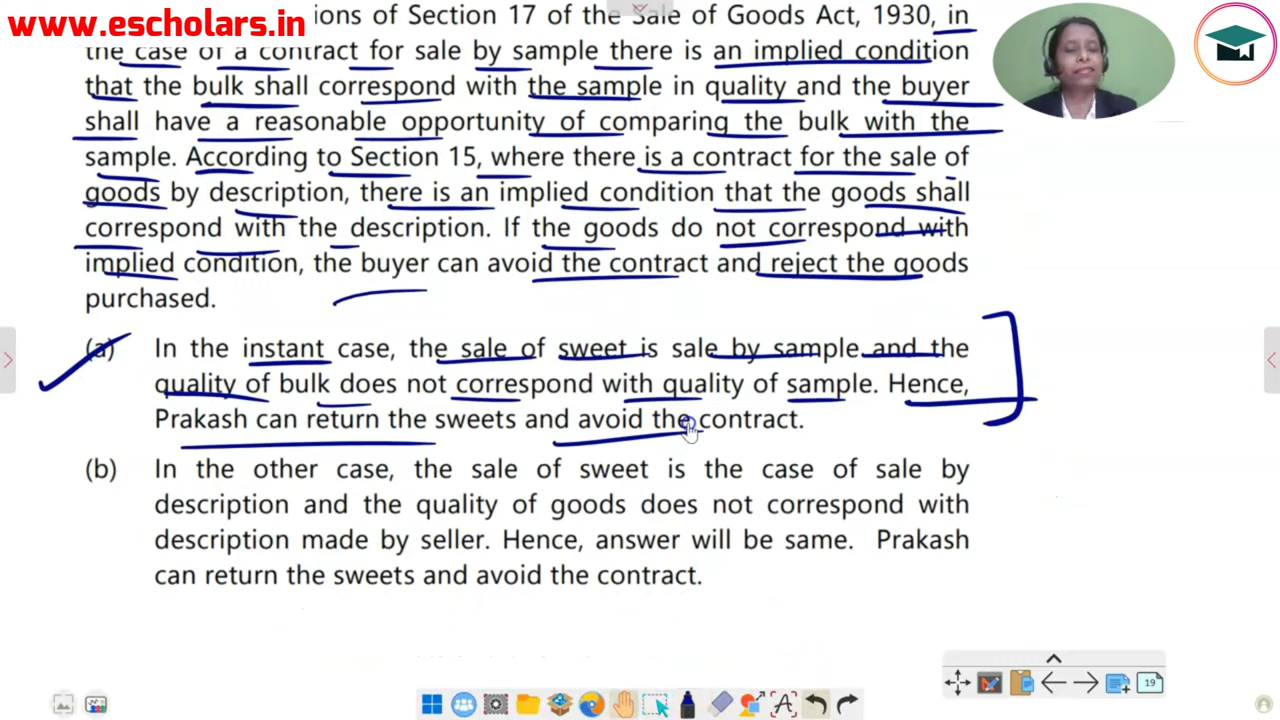 www.escholars.in
ions of Section 17 of the Sale of Goods Act, 1930, in
the case of a contract for sale by sample there is an implied condition
that the bulk shall correspond with the sample in quality and the buyer
shall have a reasonable opportunity of comparing the bulk with the
sample. According to Section 15, where there is a contract for the sale of
goods by description, there is an implied condition that the goods shall
correspond with the description. If the goods do not correspond with
implied condition, the buyer can avoid the contract and reject the goods
purchased.
(a) In the instant case, the sale of sweet is sale by sample and the
quality of bulk does not correspond with quality of sample. Hence,
Prakash can return the sweets and avoid the contract.
(b) In the other case, the sale of sweet is the case of sale by
description and the quality of goods does not correspond with
description made by seller. Hence, answer will be same. Prakash
can return the sweets and avoid the contract.
19